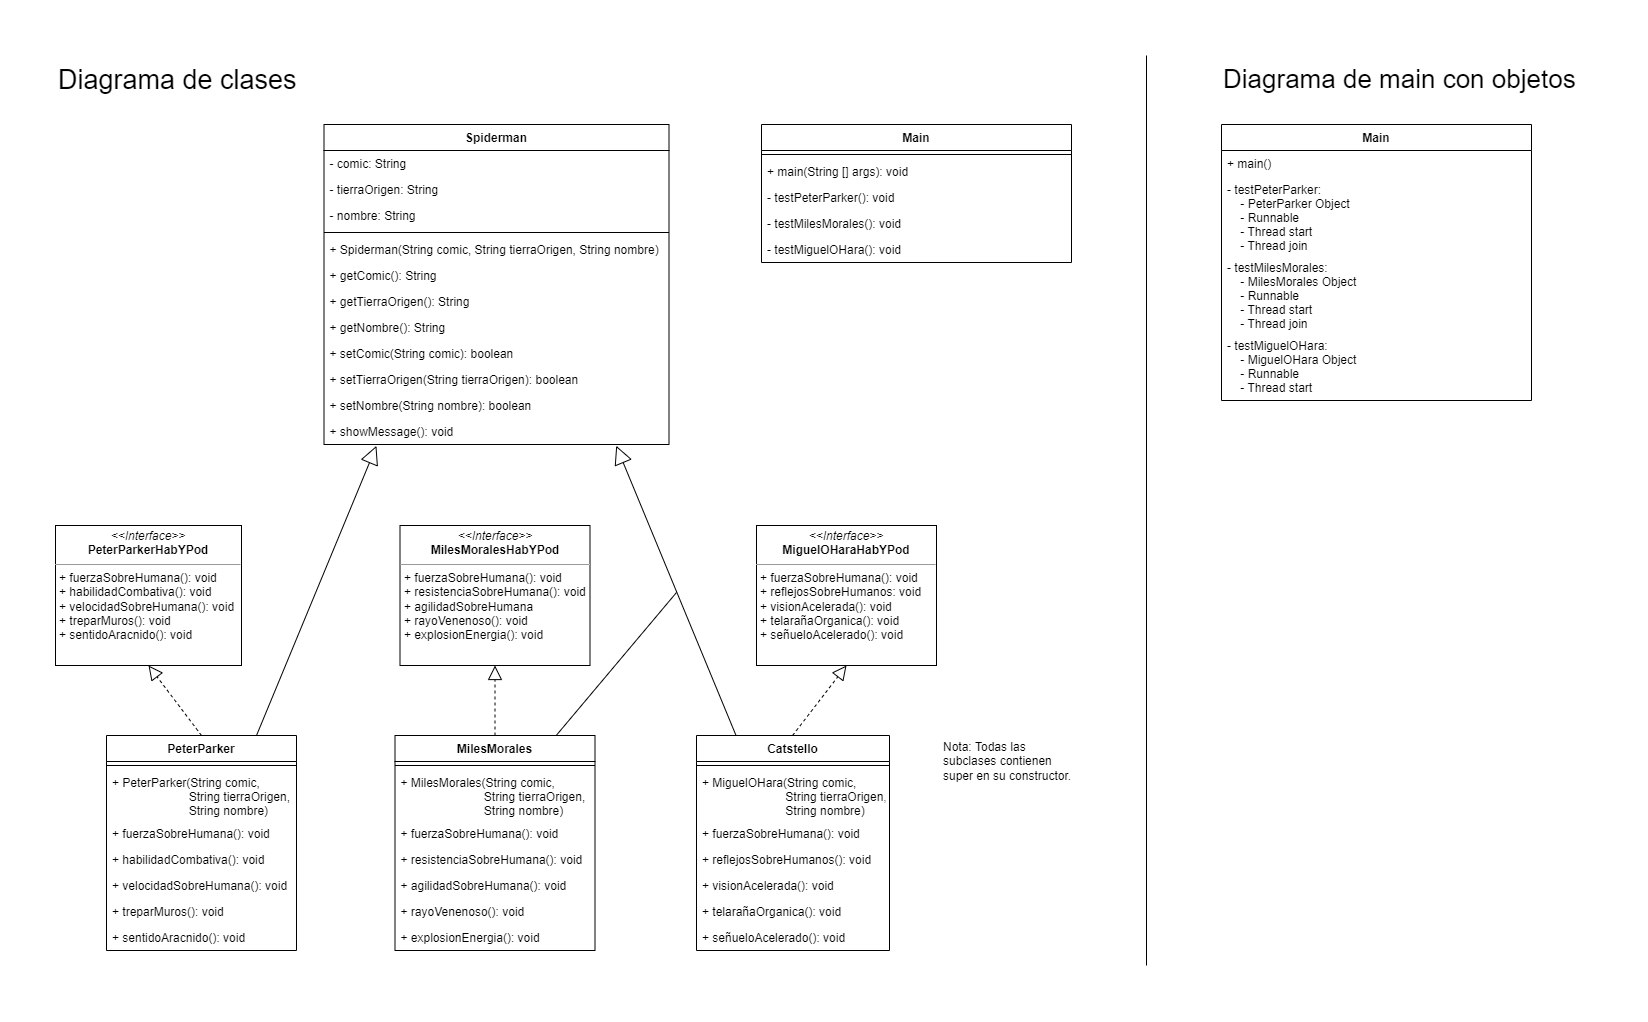 Diagrama de clases
Diagrama de main con objetos
Spiderman
- comic: String
- tierraOrigen: String
- nombre: String
+ Spiderman(String comic, String tierraOrigen, String nombre)
+ getComic(): String
+ getTierraOrigen(): String
+ getNombre(): String
+ setComic(String comic): boolean
+ setTierraOrigen(String tierraOrigen): boolean
+ setNombre(String nombre): boolean
+ showMessage(): void
Main
+ main(String [] args): void
- testPeterParker(): void
- testMilesMorales(): void
- testMiguelOHara(): void
Main
+ main()
- testPeterParker:
- PeterParker Object
- Runnable
- Thread start
- Thread join
- testMilesMorales:
- MilesMorales Object
- Runnable
- Thread start
- Thread join
- testMiguelOHara:
- MiguelOHara Object
- Runnable
- Thread start
<<Interface>>
PeterParkerHabYPod
+ fuerzaSobreHumana(): void
+ habilidadCombativa(): void
+ velocidadSobreHumana(): void
+ treparMuros(): void
+ sentidoAracnido(): void
<<Interface>>
MilesMoralesHabYPod
+ fuerzaSobreHumana(): void
+ resistenciaSobreHumana(): void
+ agilidadSobreHumana
+ rayoVenenoso(): void
+ explosionEnergia(): void
<<Interface>>
MiguelOHaraHabYPod
+ fuerzaSobreHumana(): void
+ reflejosSobreHumanos: void
+ visionAcelerada(): void
+ telarañaOrganica(): void
+ señueloAcelerado(): void
PeterParker
+ PeterParker(String comic,
String tierraOrigen,
String nombre)
+ fuerzaSobreHumana(): void
+ habilidadCombativa(): void
+ velocidadSobreHumana(): void
+ treparMuros(): void
+ sentidoAracnido(): void
MilesMorales
+ MilesMorales(String comic,
String tierraOrigen,
String nombre)
+ fuerzaSobreHumana(): void
+ resistenciaSobreHumana(): void
+ agilidadSobreHumana(): void
+ rayoVenenoso(): void
+ explosionEnergia(): void
Catstello
+ MiguelOHara(String comic,
String tierraOrigen,
String nombre)
+ fuerzaSobreHumana(): void
+ reflejosSobreHumanos(): void
+ visionAcelerada(): void
+ telarañaOrganica(): void
+ señueloAcelerado(): void
Nota: Todas las
subclases contienen
super en su constructor.